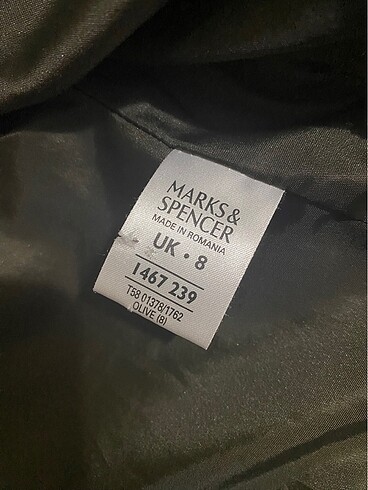 MARKS&
SPENCER
MADE IN ROMANIA
UK • 8
1467 239
T58 01378/1762
OLIVE (8)